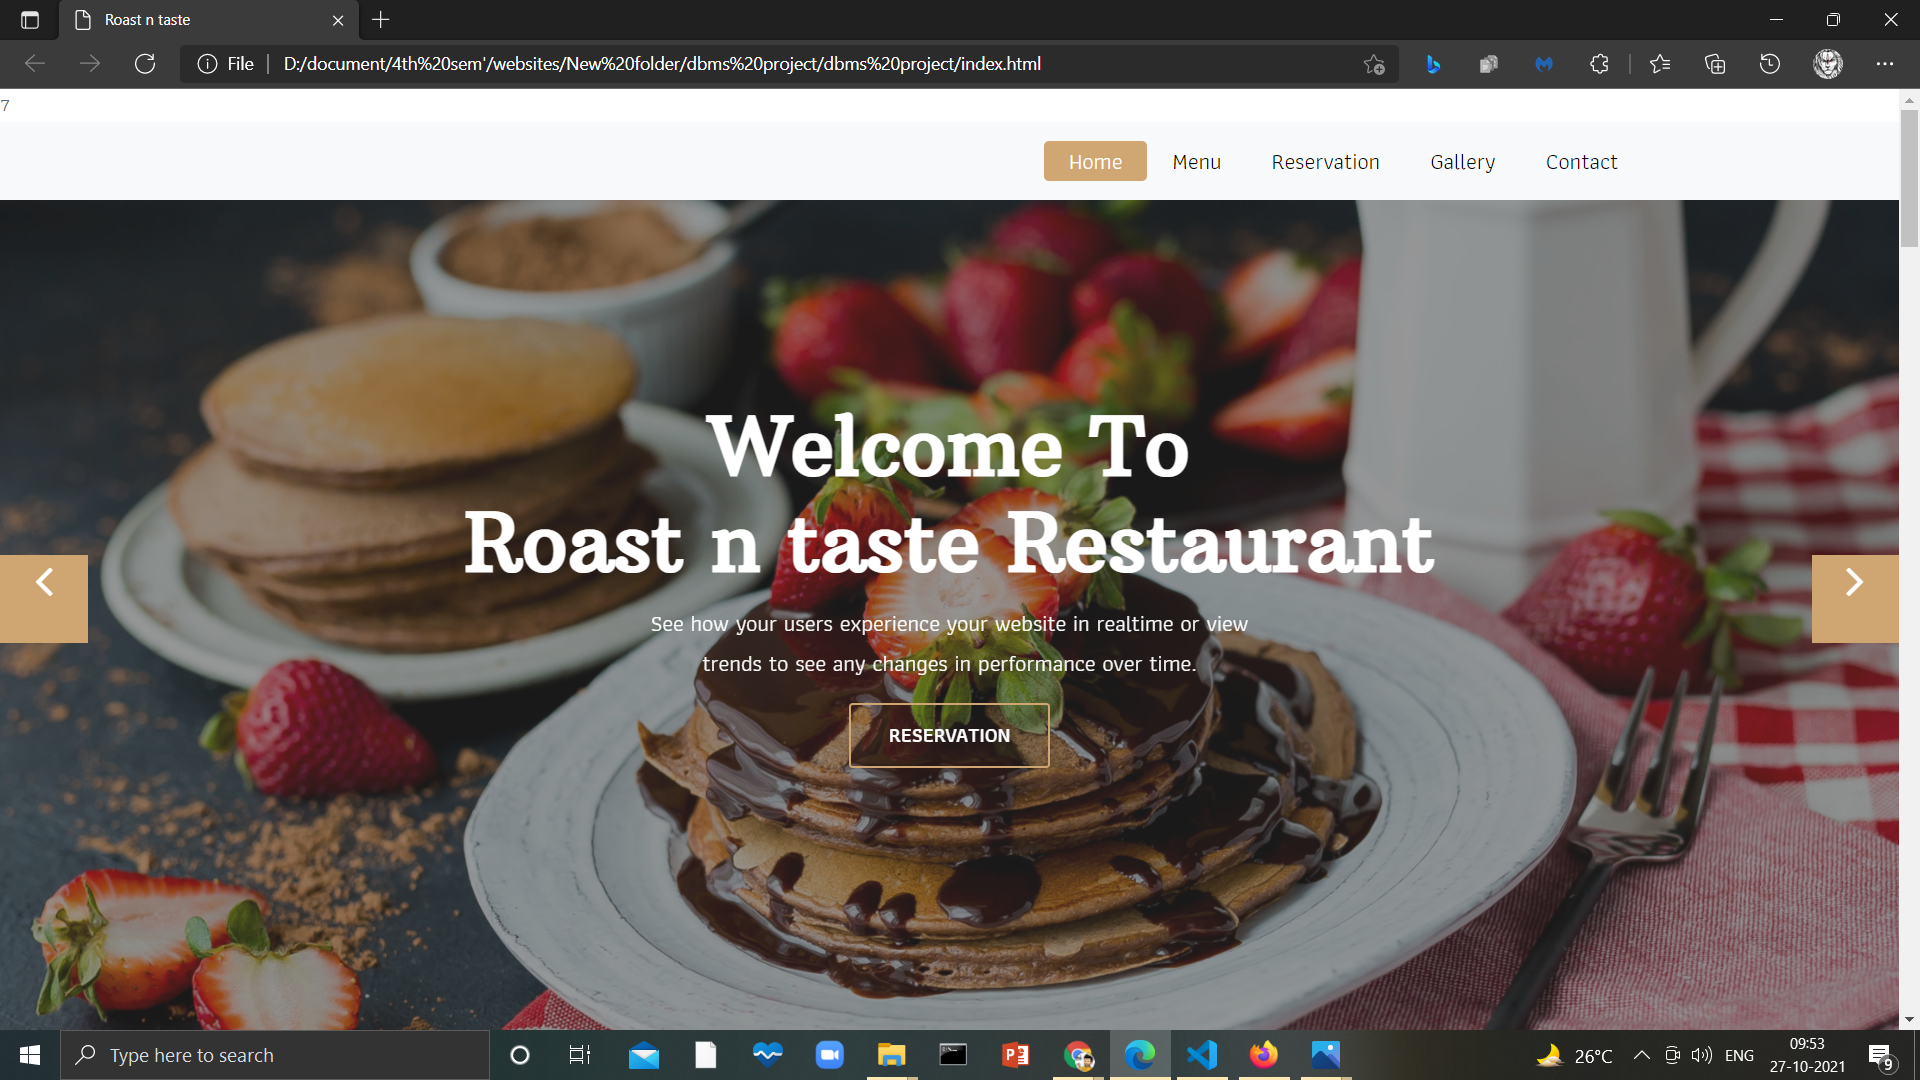 Roast n taste
File
D:/document/4th%20sem'/websites/New%20folder/dbms%20project/dbms%20project/index.html
7
Home Menu Reservation Gallery Contact
Welcome To
Roast n taste Restaurant
See how your users experience your website in realtime or view
trends to see any changes in performance over time.
RESERVATION
Type here to search
26°C
ENG
09:53
27-10-2021
9